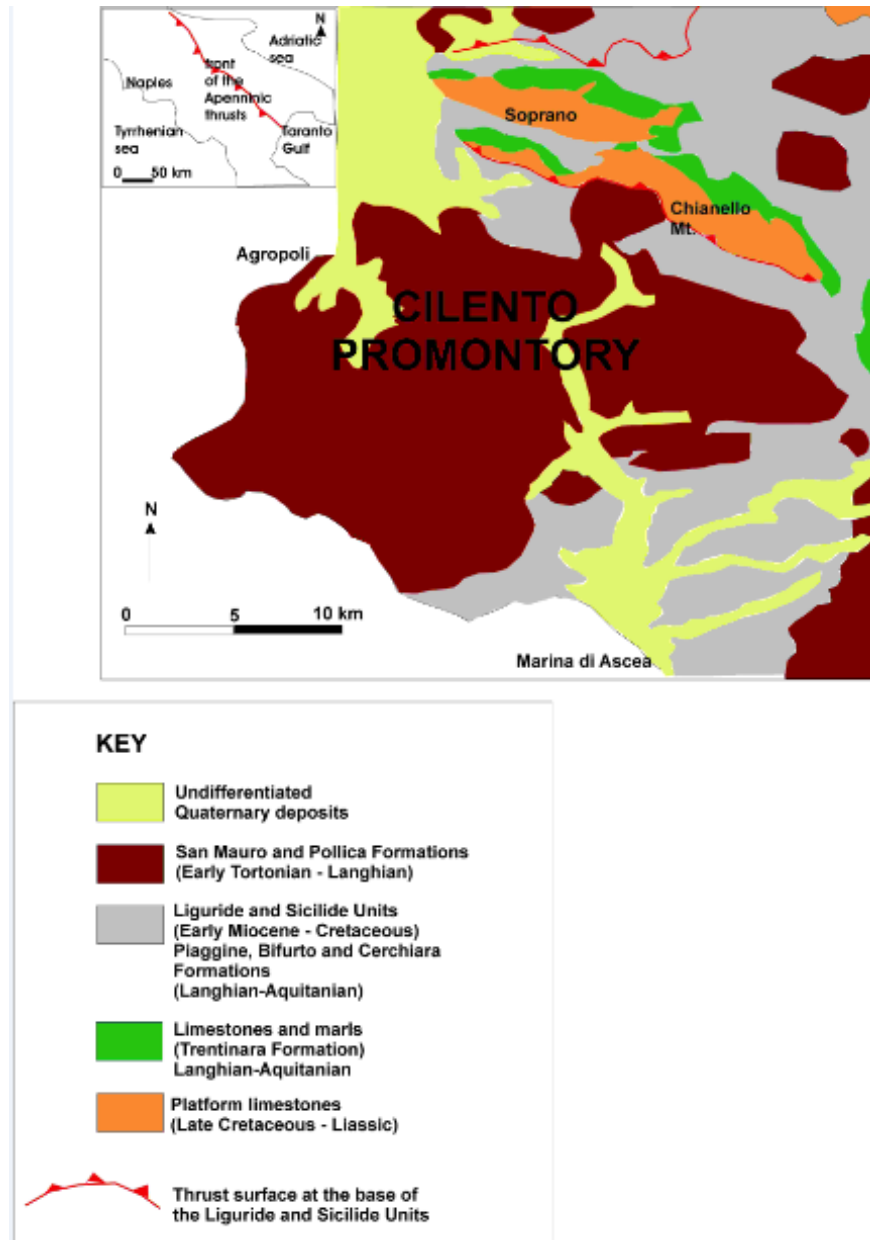 N
Adriatic
sea
front
of the
Apenninic
thrusts
Naples
Tyrrhenian
sea
Taranto
Gulf
0 50 km
Soprano
Chianello
Mt.
Agropoli
CILENTO
PROMONTORY
N
0 5 10 km
Marina di Ascea
KEY
Undifferentiated
Quaternary deposits
San Mauro and Pollica Formations
(Early Tortonian - Langhian)
Liguride and Sicilide Units
(Early Miocene - Cretaceous)
Piaggine, Bifurto and Cerchiara
Formations
(Langhian-Aquitanian)
Limestones and marls
(Trentinara Formation)
Langhian-Aquitanian
Platform limestones
(Late Cretaceous - Liassic)
Thrust surface at the base of
the Liguride and Sicilide Units